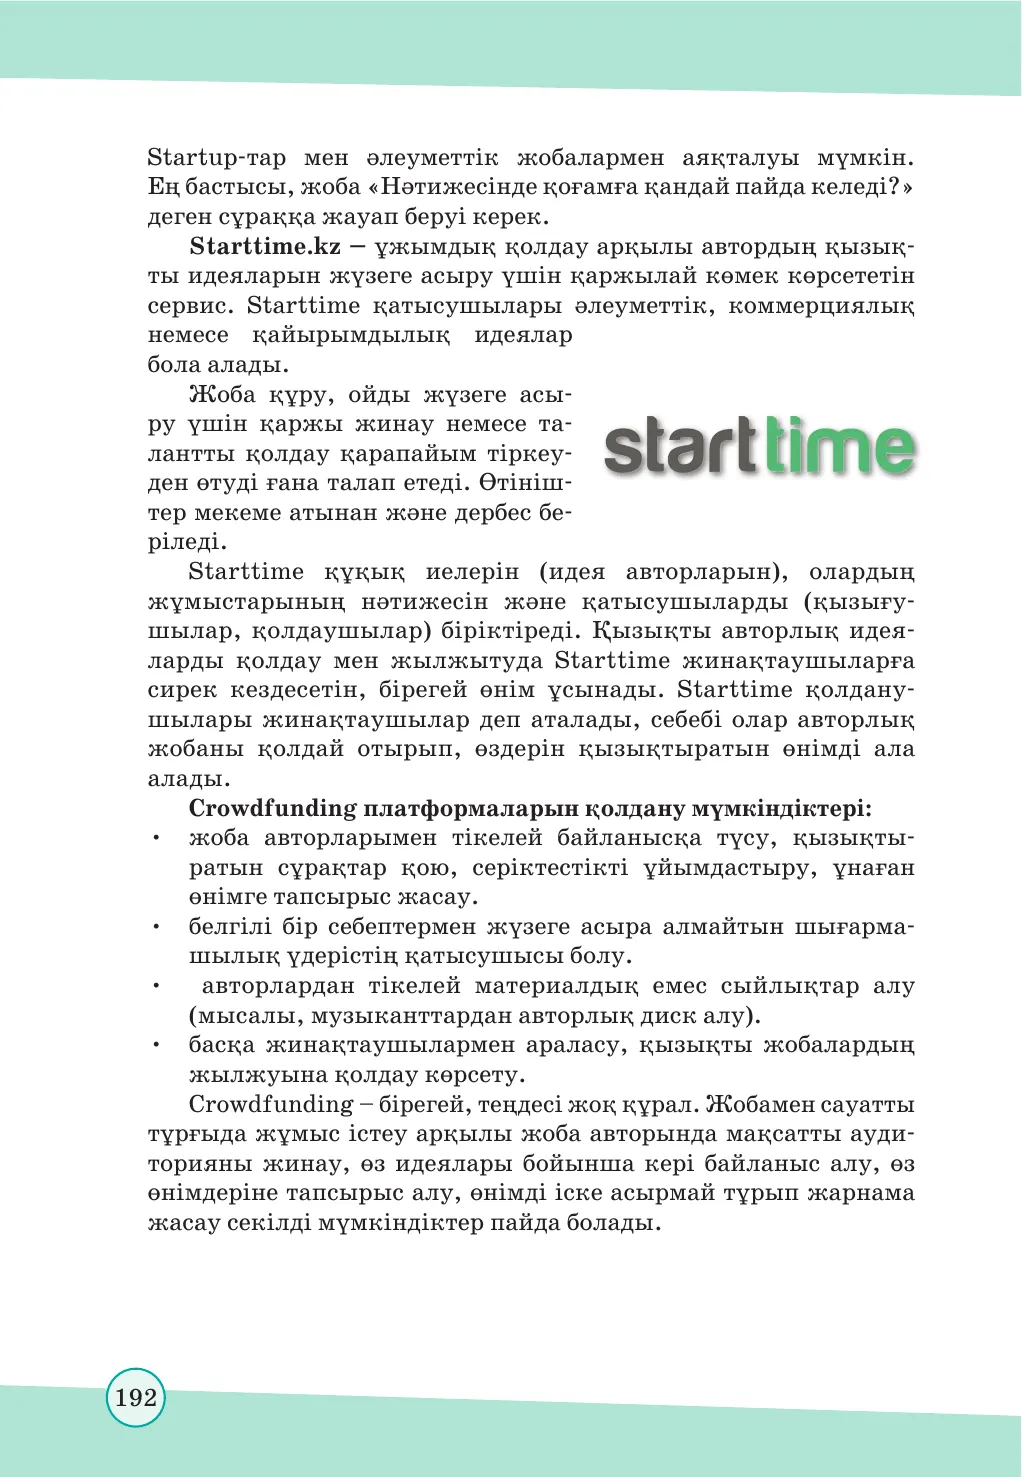 Startup-тар мен әлеуметтік жобалармен аяқталуы мүмкін.
Ең бастысы, жоба «Нәтижесінде қоғамға қандай пайда келеді?»
деген сұраққа жауап беруі керек.
Starttime.kz – ұжымдық қолдау арқылы автордың қызық-
ты идеяларын жүзеге асыру үшін қаржылай көмек көрсететін
сервис. Starttime қатысушылары әлеуметтік, коммерциялық
немесе қайырымдылық идеялар
бола алады.
Жоба құру, ойды жүзеге асы-
ру үшін қаржы жинау немесе та-
лантты қолдау қарапайым тіркеу-
ден өтуді ғана талап етеді. Өтініш-
тер мекеме атынан және дербес бе-
ріледі.
starttime
Starttime құқық иелерін (идея авторларын), олардың
жұмыстарының нәтижесін және қатысушыларды (қызығу-
шылар, қолдаушылар) біріктіреді. Қызықты авторлық идея-
ларды қолдау мен жылжытуда Starttime жинақтаушыларға
сирек кездесетін, бірегей өнім ұсынады. Starttime қолдану-
шылары жинақтаушылар деп аталады, себебі олар авторлық
жобаны қолдай отырып, өздерін қызықтыратын өнімді ала
алады.
Crowdfunding платформаларын қолдану мүмкіндіктері:
• жоба авторларымен тікелей байланысқа түсу, қызықты-
ратын сұрақтар қою, серіктестікті ұйымдастыру, ұнаған
өнімге тапсырыс жасау.
• белгілі бір себептермен жүзеге асыра алмайтын шығарма-
шылық үдерістің қатысушысы болу.
• авторлардан тікелей материалдық емес сыйлықтар алу
(мысалы, музыканттардан авторлық диск алу).
• басқа жинақтаушылармен араласу, қызықты жобалардың
жылжуына қолдау көрсету.
Crowdfunding – бірегей, теңдесі жоқ құрал. Жобамен сауатты
тұрғыда жұмыс істеу арқылы жоба авторында мақсатты ауди-
торияны жинау, өз идеялары бойынша кері байланыс алу, өз
өнімдеріне тапсырыс алу, өнімді іске асырмай тұрып жарнама
жасау секілді мүмкіндіктер пайда болады.
192